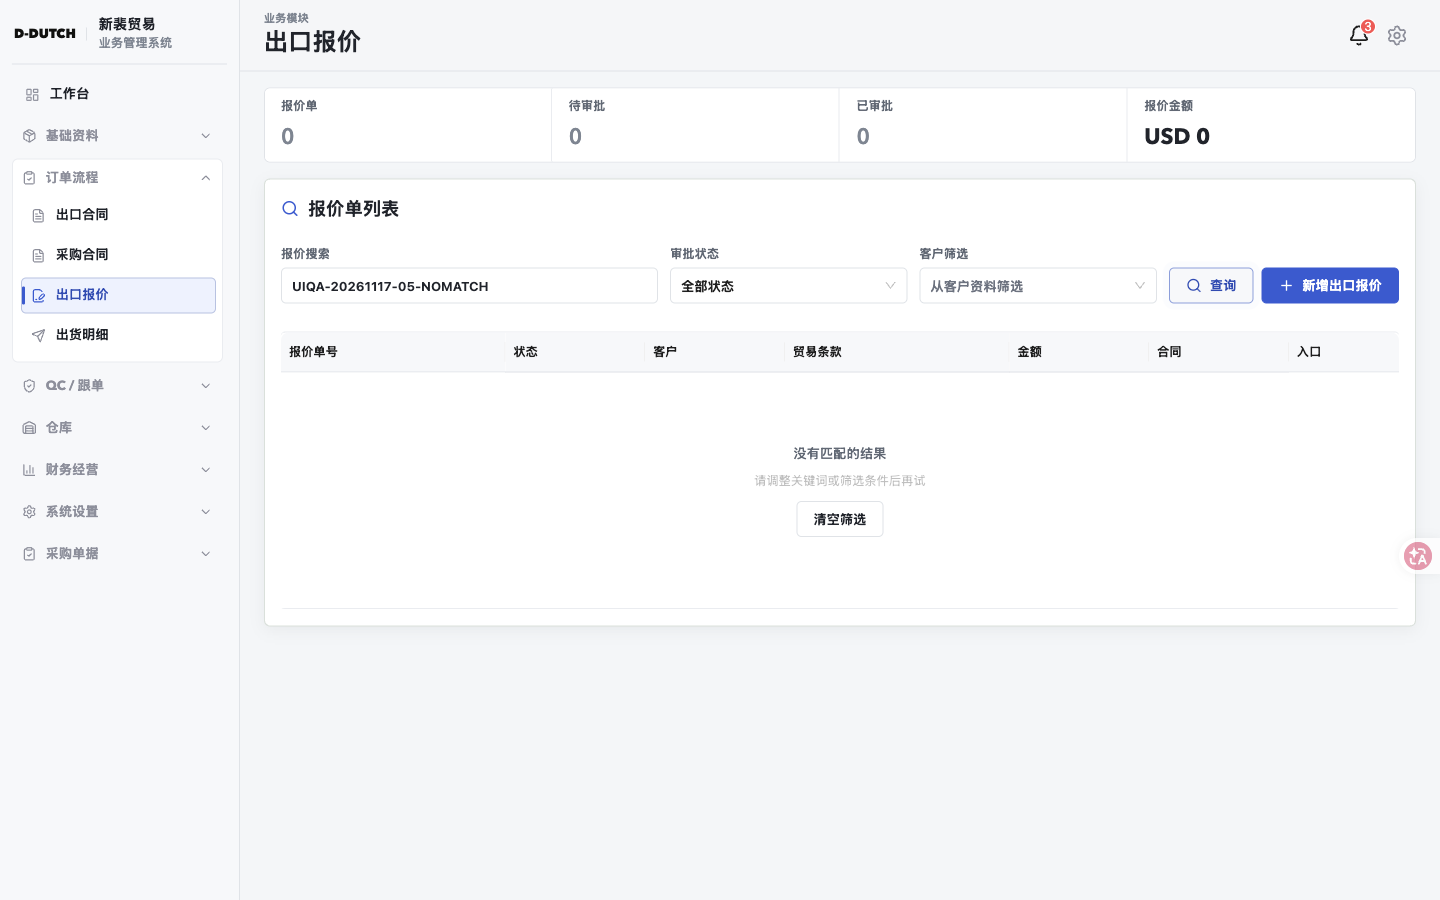 D-DUTCH
新裴贸易
业务管理系统
工作台
基础资料
订单流程
出口合同
采购合同
出口报价
出货明细
QC / 跟单
仓库
财务经营
系统设置
采购单据
业务模块
出口报价
3
报价单
0
待审批
0
已审批
0
报价金额
USD 0
报价单列表
报价搜索
UIQA-20261117-05-NOMATCH
审批状态
全部状态
客户筛选
从客户资料筛选
查询
新增出口报价
报价单号 状态 客户 贸易条款 金额 合同 入口
没有匹配的结果
请调整关键词或筛选条件后再试
清空筛选
A